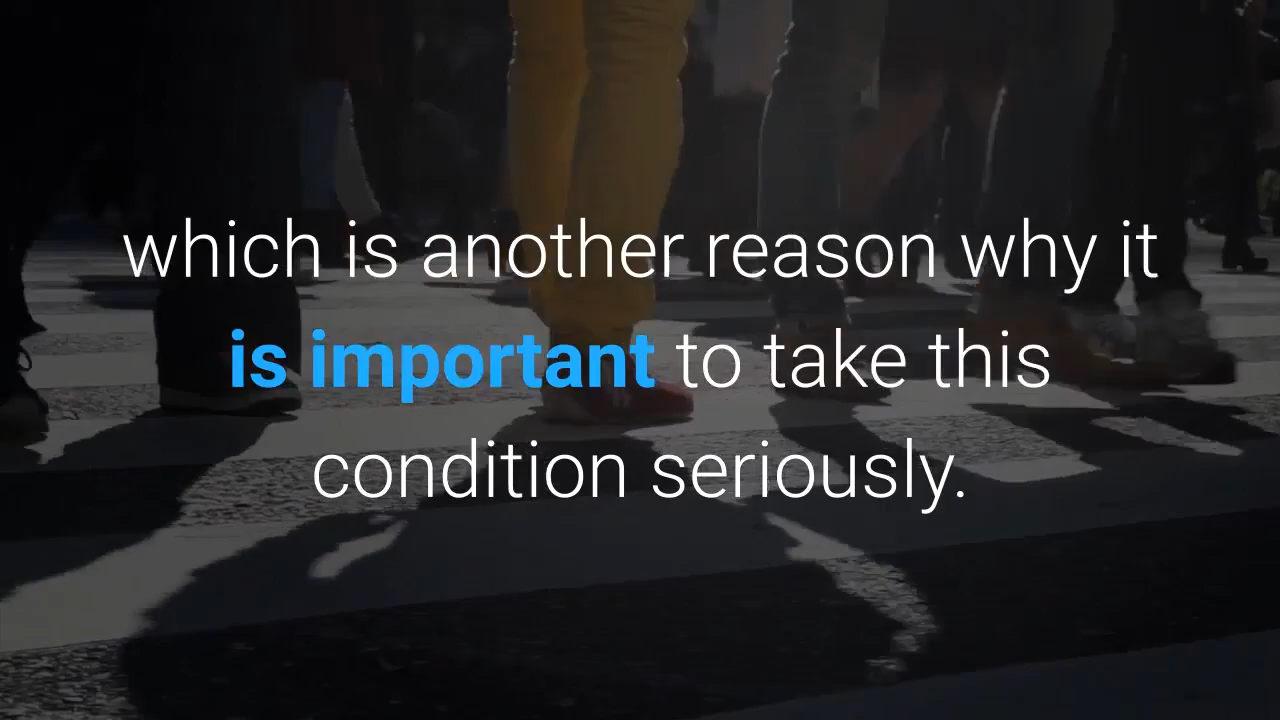 which is another reason why it
is important to take this
condition seriously.